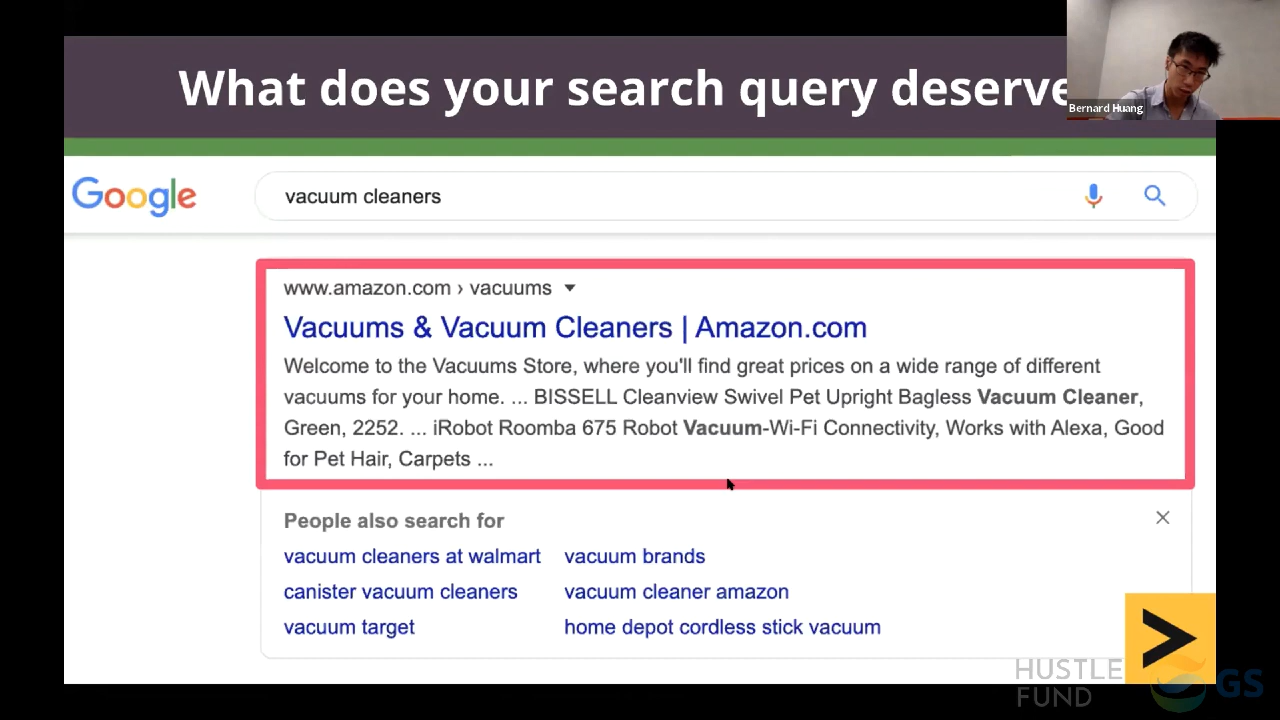 What does your search query deserve
Bernard Huang
Google
vacuum cleaners
www.amazon.com › vacuums
Vacuums & Vacuum Cleaners | Amazon.com
Welcome to the Vacuums Store, where you'll find great prices on a wide range of different
vacuums for your home. ... BISSELL Cleanview Swivel Pet Upright Bagless Vacuum Cleaner,
Green, 2252. ... iRobot Roomba 675 Robot Vacuum-Wi-Fi Connectivity, Works with Alexa, Good
for Pet Hair, Carpets ...
People also search for
vacuum cleaners at walmart vacuum brands
canister vacuum cleaners vacuum cleaner amazon
vacuum target home depot cordless stick vacuum
HUSTLE
FUND
GS